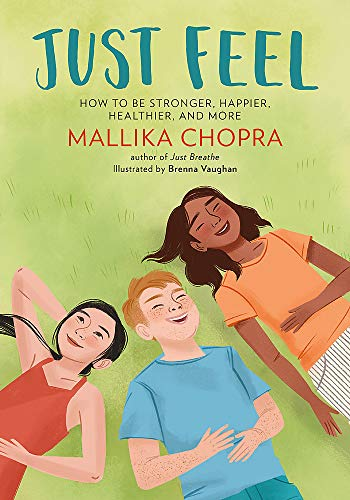 JUST FEEL
HOW TO BE STRONGER, HAPPIER,
HEALTHIER, AND MORE
MALLIKA CHOPRA
author of Just Breathe
Illustrated by Brenna Vaughan